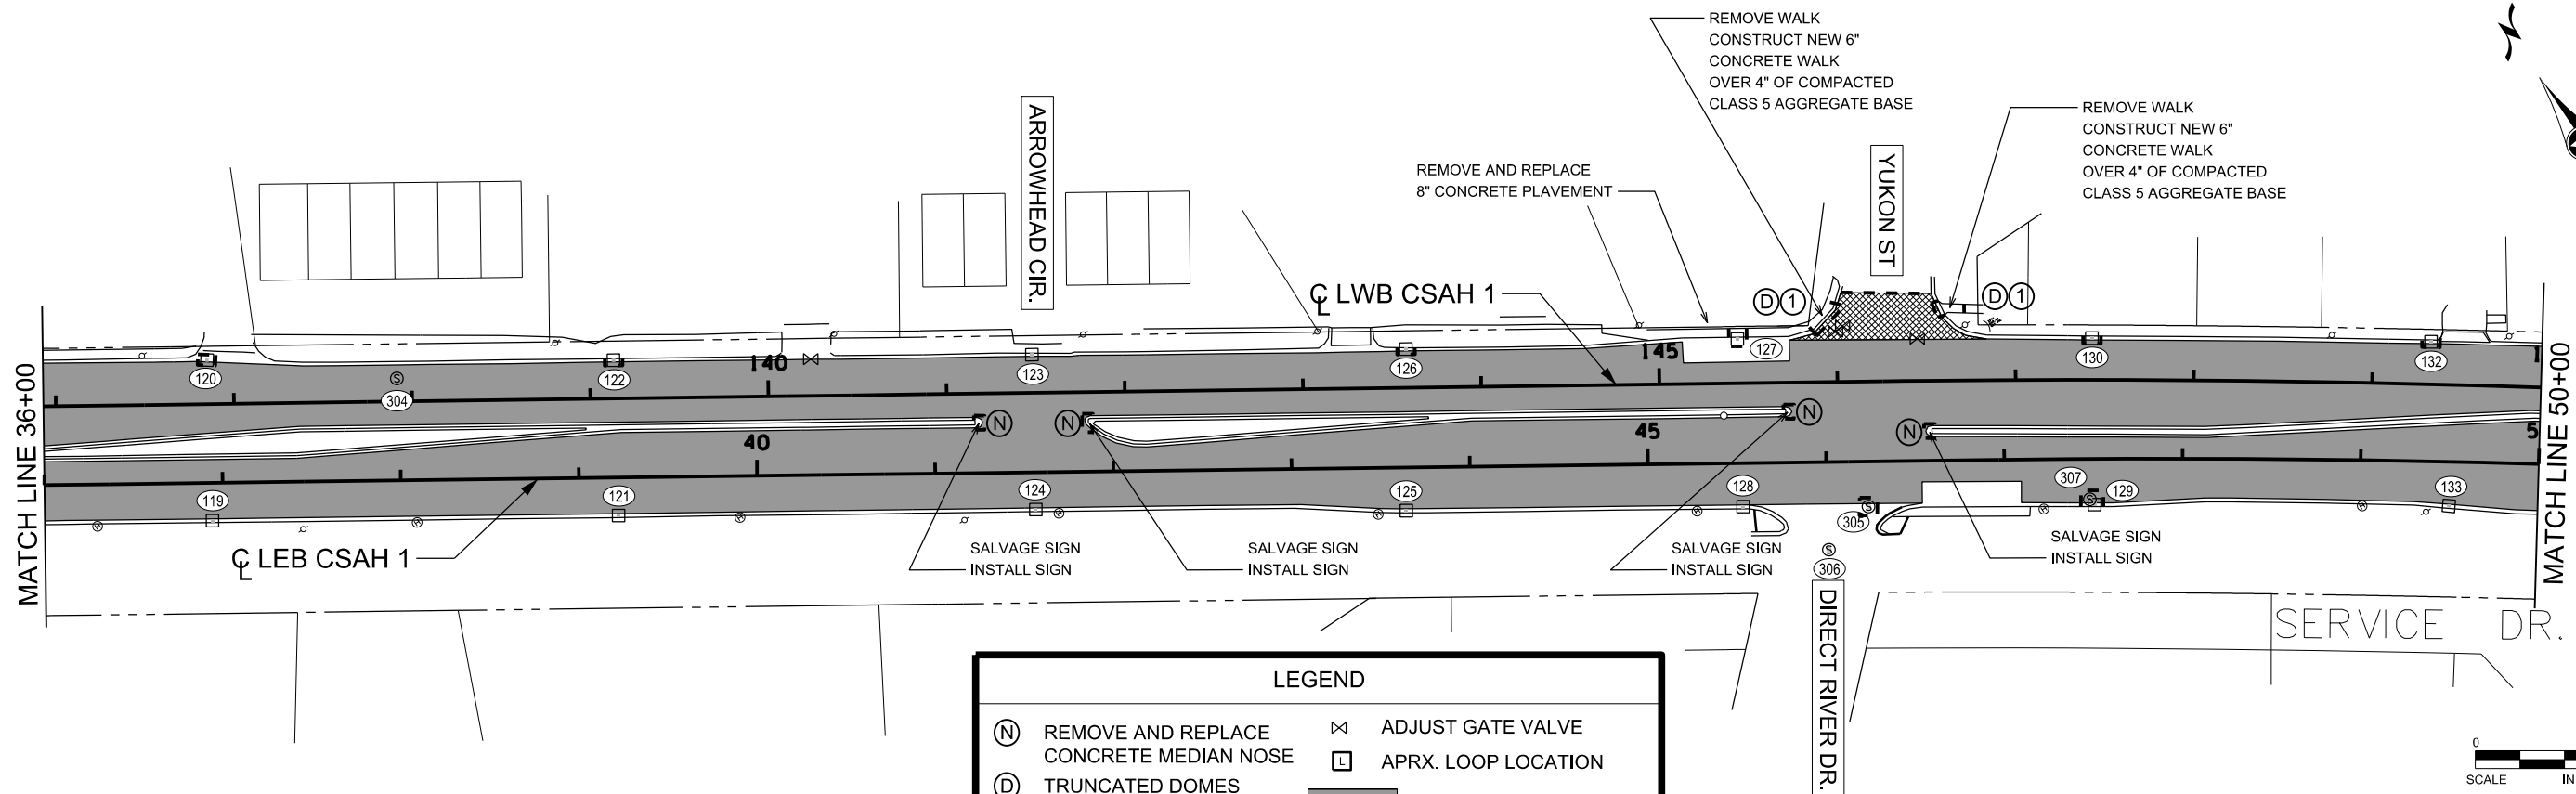 REMOVE WALK
CONSTRUCT NEW 6"
CONCRETE WALK
OVER 4" OF COMPACTED
CLASS 5 AGGREGATE BASE
REMOVE WALK
CONSTRUCT NEW 6"
CONCRETE WALK
OVER 4" OF COMPACTED
CLASS 5 AGGREGATE BASE
REMOVE AND REPLACE
8" CONCRETE PLAVEMENT
ARROWHEAD CIR.
YUKON ST
℄ LWB CSAH 1
D 1
D 1
MATCH LINE 36+00
MATCH LINE 50+00
120
304
122
140
123
126
145
127
130
132
1
40
N
N
45
N
N
5
119
121
124
125
128
305
307
129
133
S
S
S
S
℄ LEB CSAH 1
SALVAGE SIGN
INSTALL SIGN
SALVAGE SIGN
INSTALL SIGN
SALVAGE SIGN
INSTALL SIGN
SALVAGE SIGN
INSTALL SIGN
306
DIRECT RIVER DR.
SERVICE DR.
LEGEND
N REMOVE AND REPLACE
CONCRETE MEDIAN NOSE
D TRUNCATED DOMES
ADJUST GATE VALVE
L APRX. LOOP LOCATION
0
SCALE IN